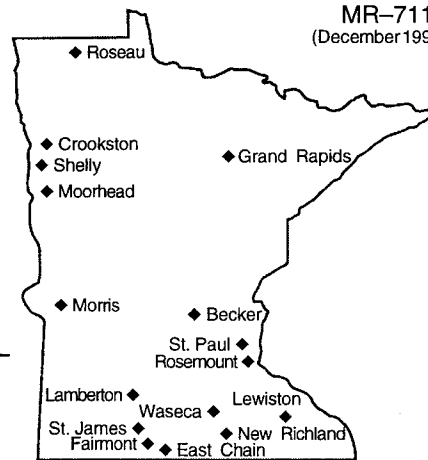 MR–711
(December 199
Roseau
Crookston
Shelly
Grand Rapids
Moorhead
Morris
Becker
St. Paul
Rosemount
Lamberton
Lewiston
Waseca
St. James
New Richland
Fairmont
East Chain